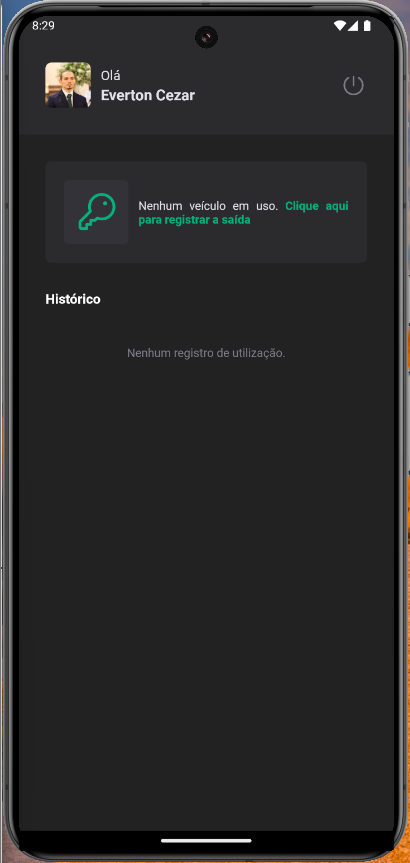 8:29
Olá
Everton Cezar
Nenhum veículo em uso. Clique aqui
para registrar a saída
Histórico
Nenhum registro de utilização.